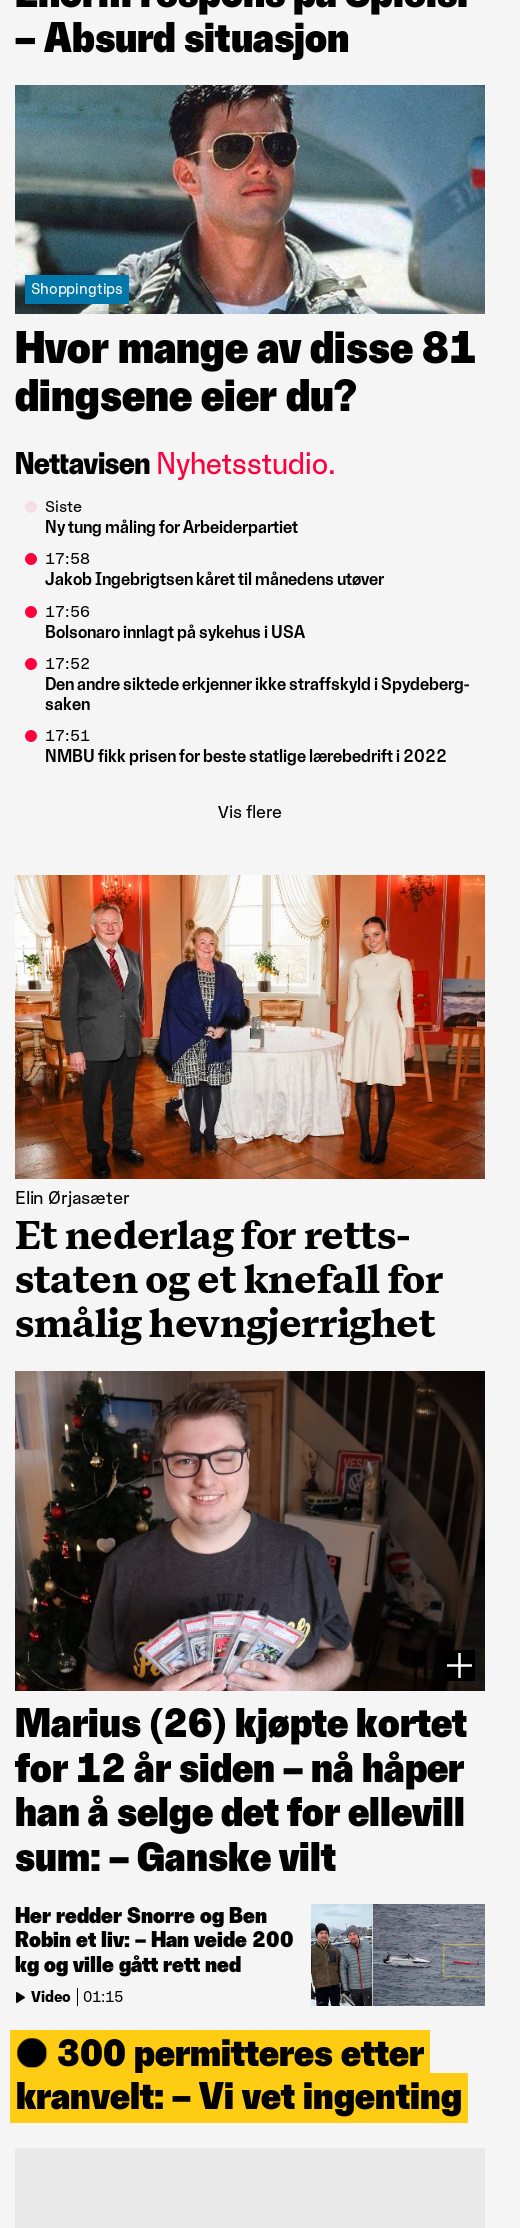 – Absurd situasjon
Shoppingtips
Hvor mange av disse 81
dingsene eier du?
Nettavisen Nyhetsstudio.
Siste
Ny tung måling for Arbeiderpartiet
17:58
Jakob Ingebrigtsen kåret til månedens utøver
17:56
Bolsonaro innlagt på sykehus i USA
17:52
Den andre siktede erkjenner ikke straffskyld i Spydeberg-
saken
17:51
NMBU fikk prisen for beste statlige lærebedrift i 2022
Vis flere
Elin Ørjasæter
Et nederlag for retts-
staten og et knefall for
smålig hevngjerrighet
Marius (26) kjøpte kortet
for 12 år siden – nå håper
han å selge det for ellevill
sum: – Ganske vilt
Her redder Snorre og Ben
Robin et liv: – Han veide 200
kg og ville gått rett ned
Video 01:15
300 permitteres etter
kranvelt: – Vi vet ingenting